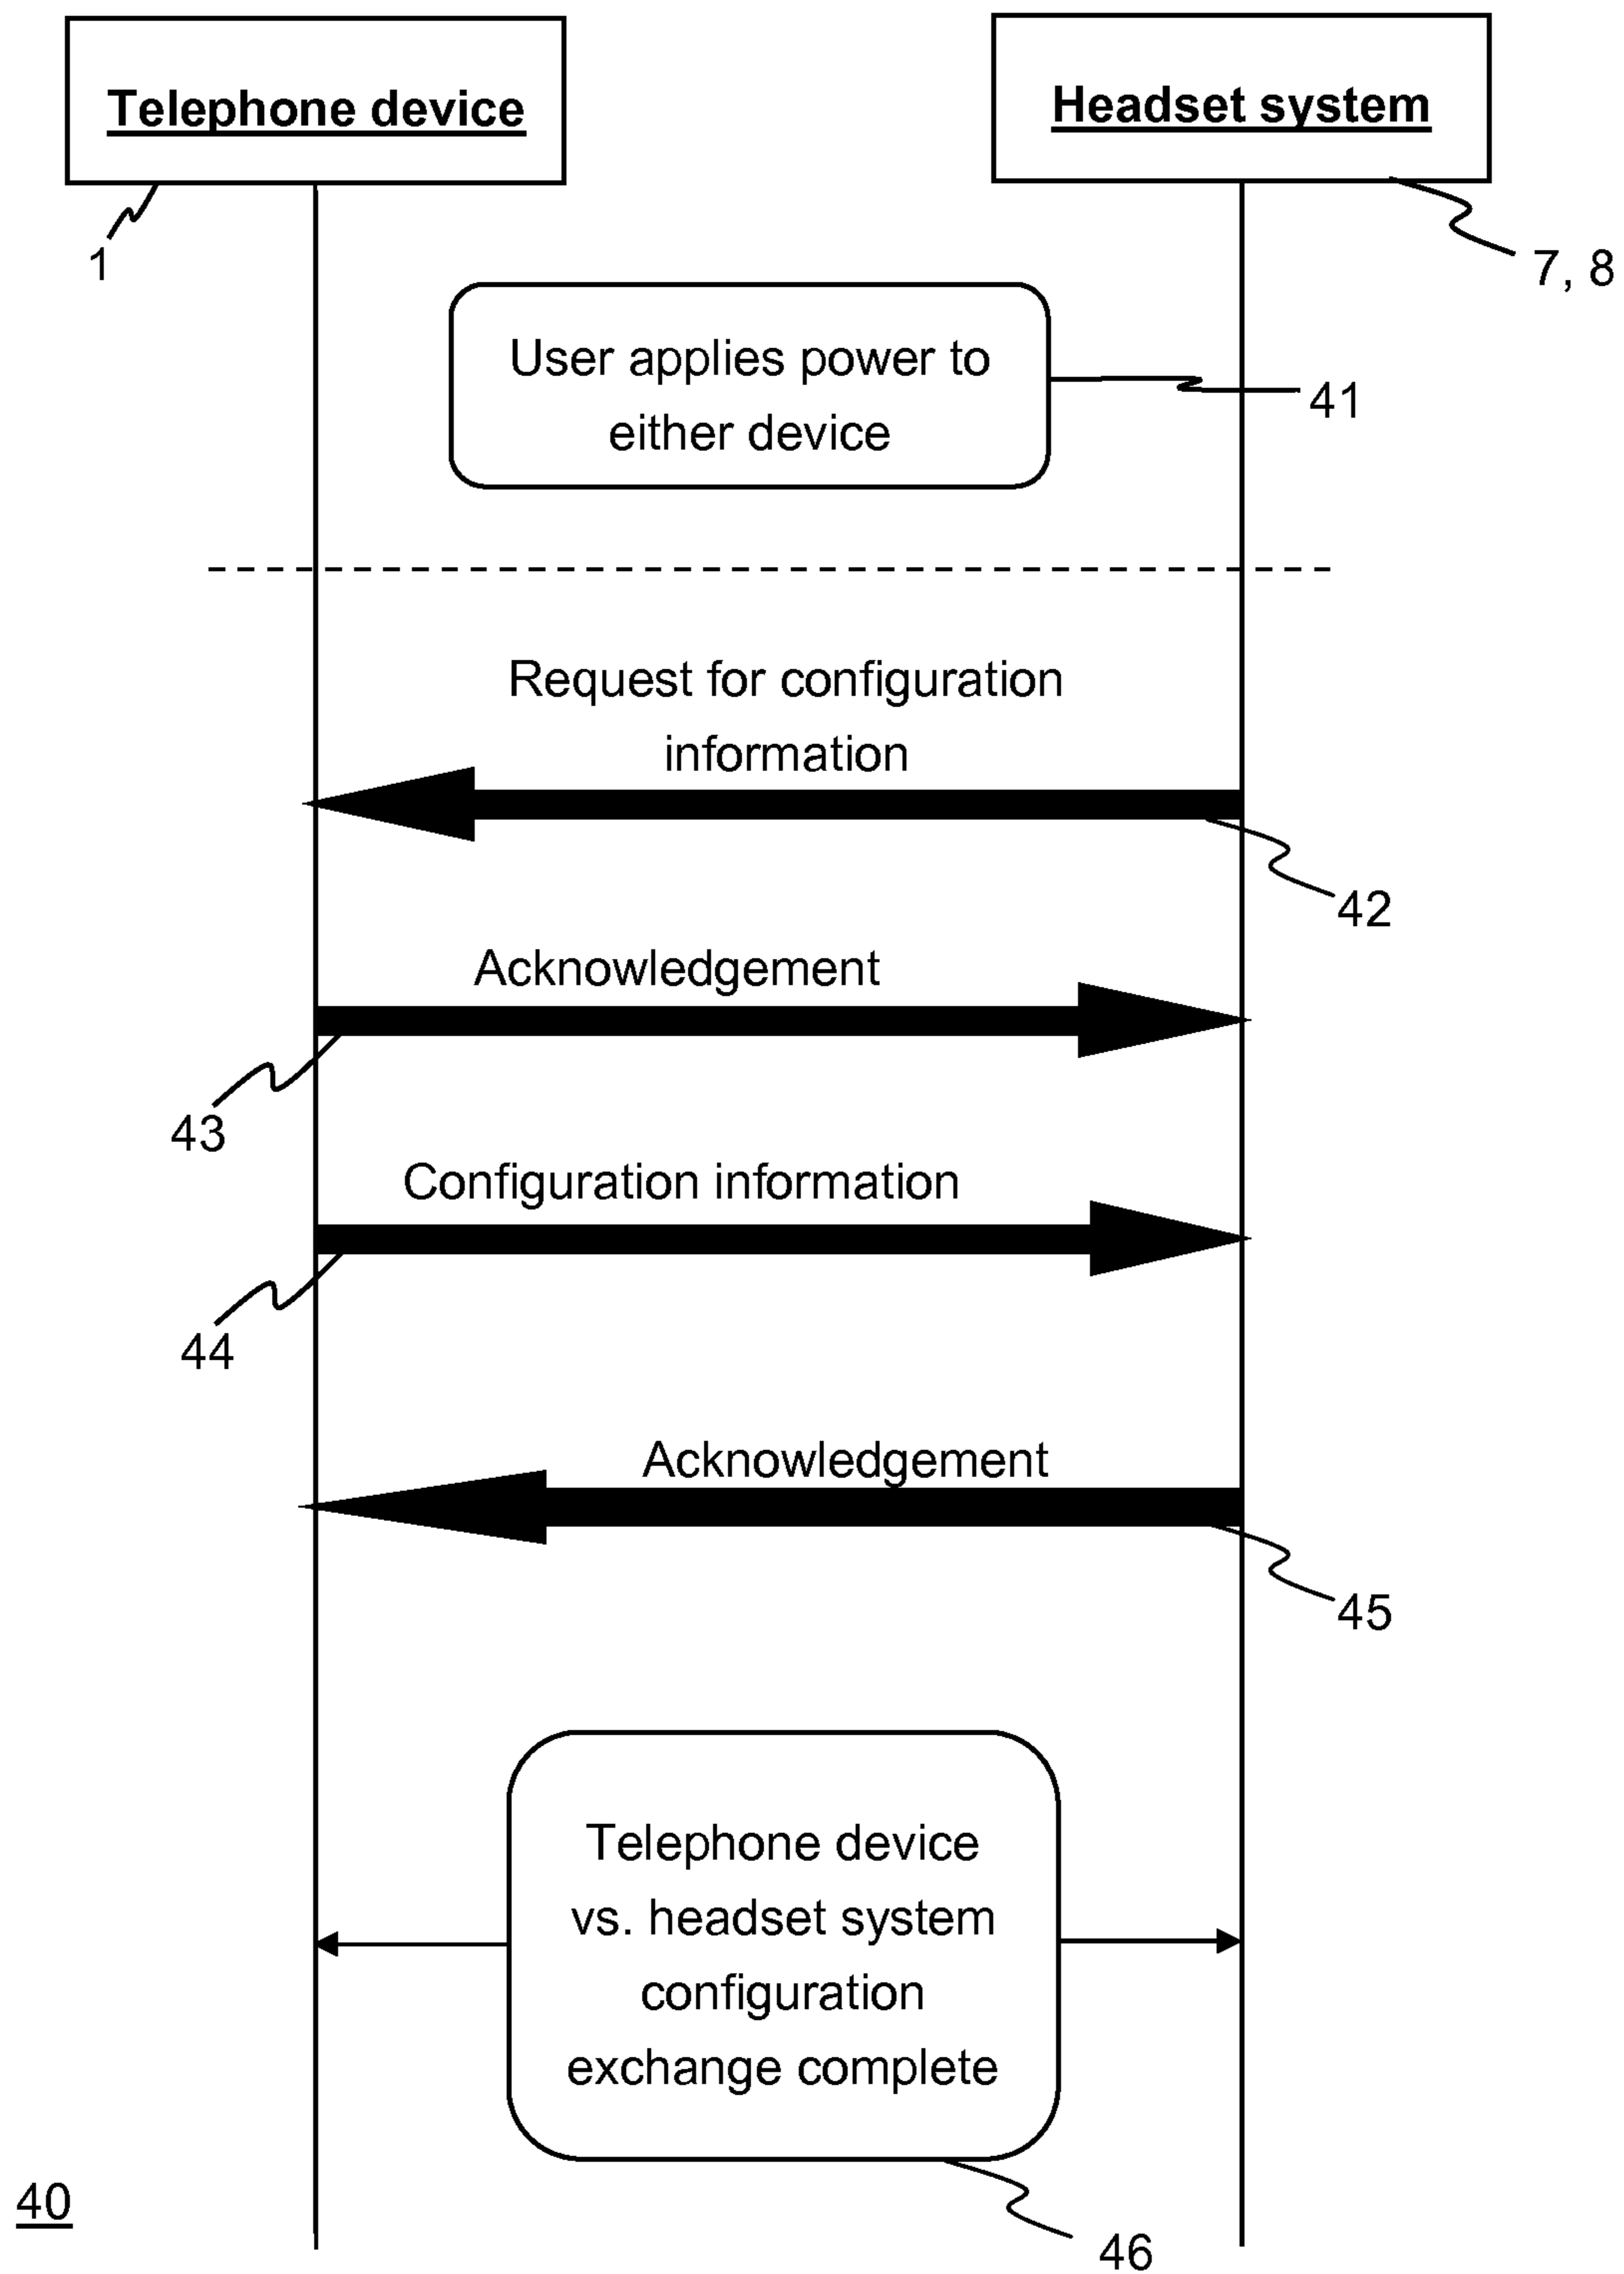 Telephone device
Headset system
1
7, 8
User applies power to
either device
41
Request for configuration
information
42
Acknowledgement
43
Configuration information
44
Acknowledgement
45
Telephone device
vs. headset system
configuration
exchange complete
40
46